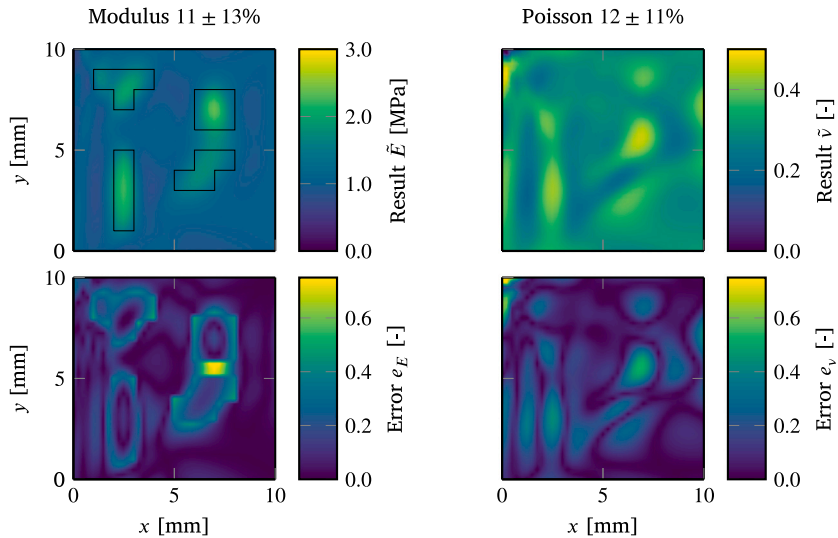 Modulus 11 ± 13%
Poisson 12 ± 11%
10
5
0
y [mm]
3.0
2.0
1.0
0.0
Result Ẽ [MPa]
0.4
0.2
0.0
Result ν̃ [-]
10
5
0
y [mm]
0 5 10
x [mm]
0.6
0.4
0.2
0.0
Error e_E [-]
0 5 10
x [mm]
0.6
0.4
0.2
0.0
Error e_ν [-]